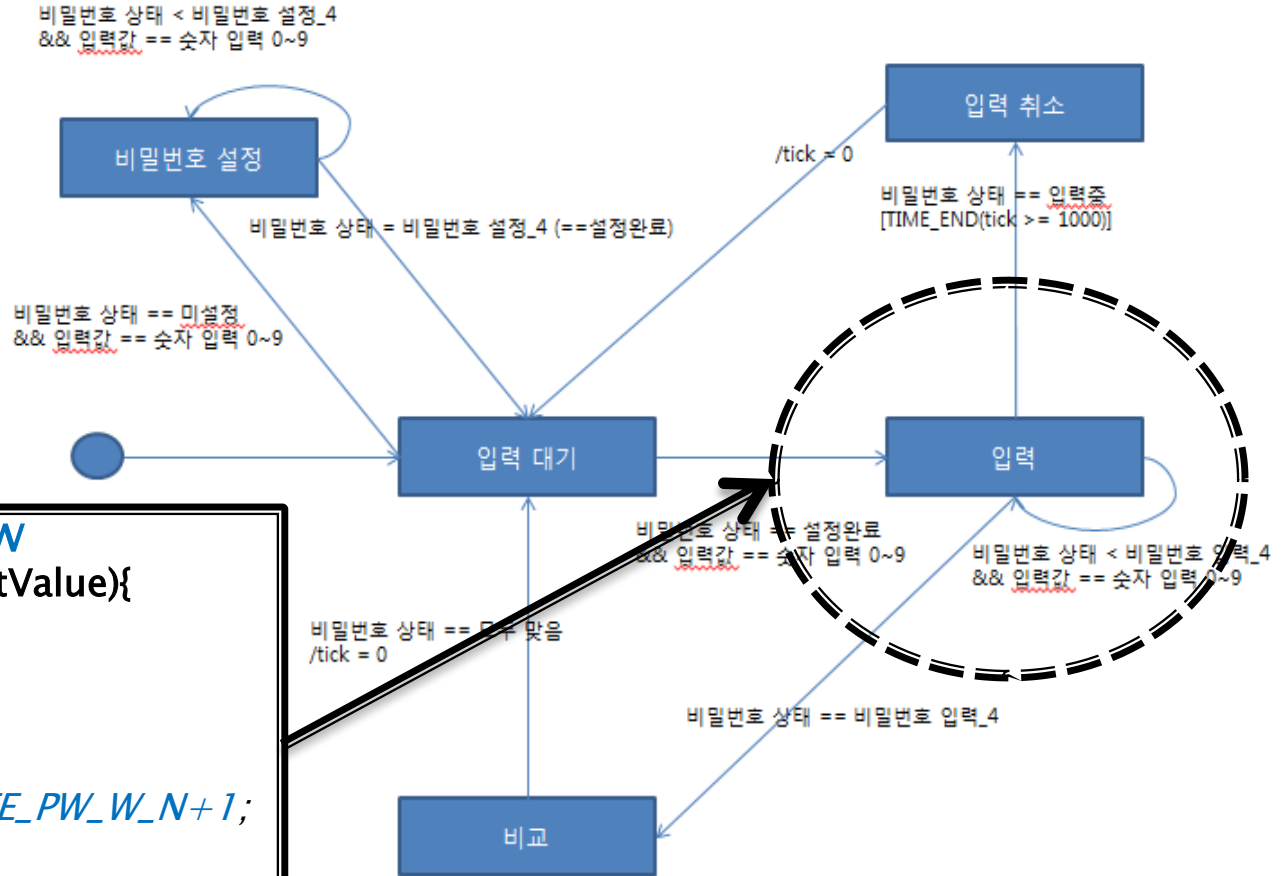 비밀번호 상태 < 비밀번호 설정_4
&& 입력값 == 숫자 입력 0~9
비밀번호 설정
입력 취소
/tick = 0
비밀번호 상태 == 입력중
[TIME_END(tick >= 1000)]
비밀번호 상태 = 비밀번호 설정_4 (==설정완료)
비밀번호 상태 == 미설정
&& 입력값 == 숫자 입력 0~9
입력 대기
입력
W
tValue){
E_PW_W_N+1;
비밀번호 상태 == 설정완료
&& 입력값 == 숫자 입력 0~9
비밀번호 상태 < 비밀번호 입력_4
&& 입력값 == 숫자 입력 0~9
비밀번호 상태 == 모두 맞음
/tick = 0
비밀번호 상태 == 비밀번호 입력_4
비교